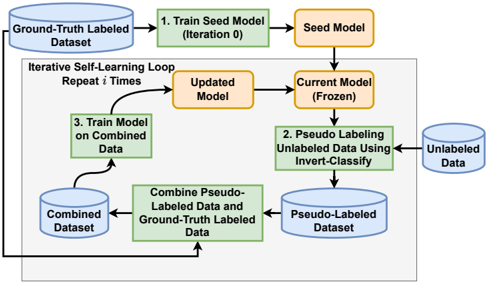 Ground-Truth Labeled
Dataset
1. Train Seed Model
(Iteration 0)
Seed Model
Iterative Self-Learning Loop
Repeat i Times
Updated
Model
Current Model
(Frozen)
3. Train Model
on Combined
Data
2. Pseudo Labeling
Unlabeled Data Using
Invert-Classify
Unlabeled
Data
Combined
Dataset
Combine Pseudo-
Labeled Data and
Ground-Truth Labeled
Data
Pseudo-Labeled
Dataset